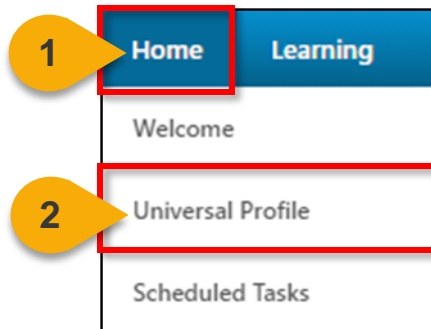 1 Home Learning
Welcome
2 Universal Profile
Scheduled Tasks